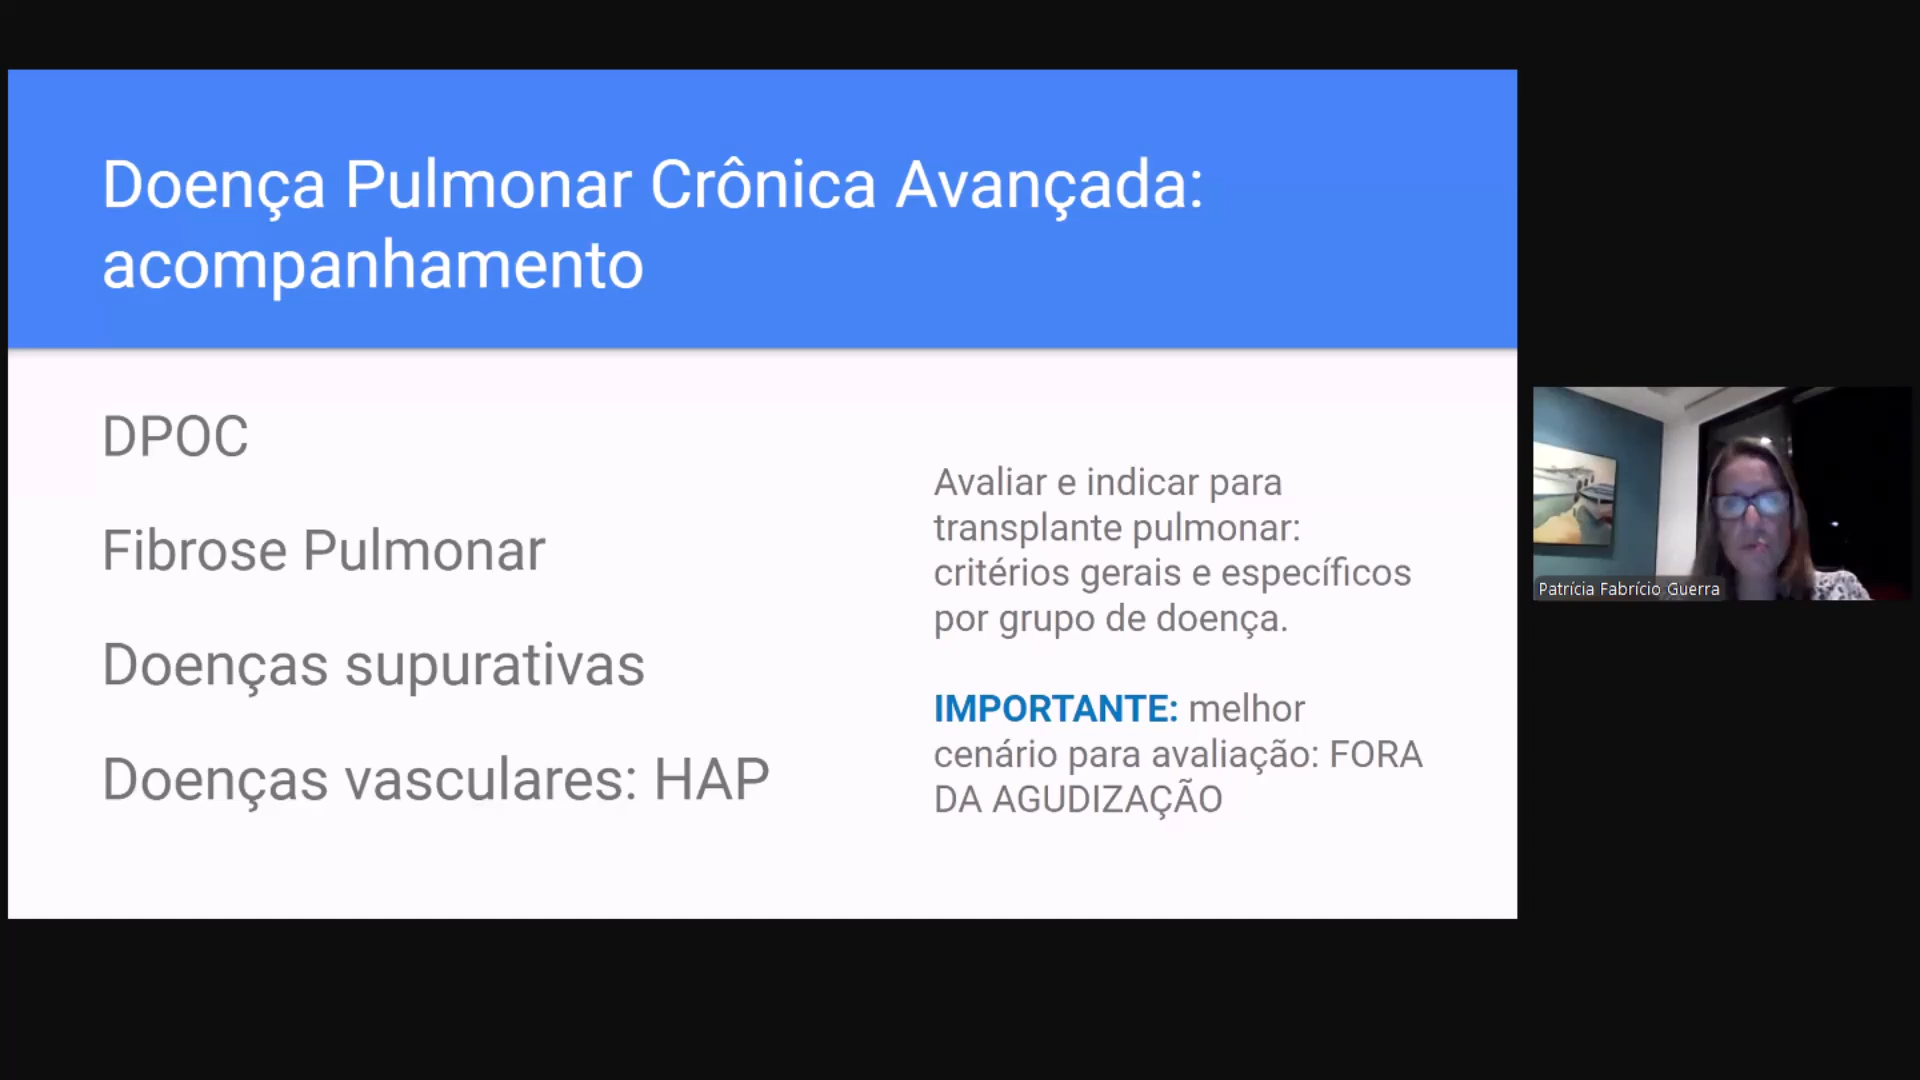 Doença Pulmonar Crônica Avançada:
acompanhamento
DPOC
Fibrose Pulmonar
Doenças supurativas
Doenças vasculares: HAP
Avaliar e indicar para
transplante pulmonar:
critérios gerais e específicos
por grupo de doença.
IMPORTANTE: melhor
cenário para avaliação: FORA
DA AGUDIZAÇÃO
Patrícia Fabrício Guerra